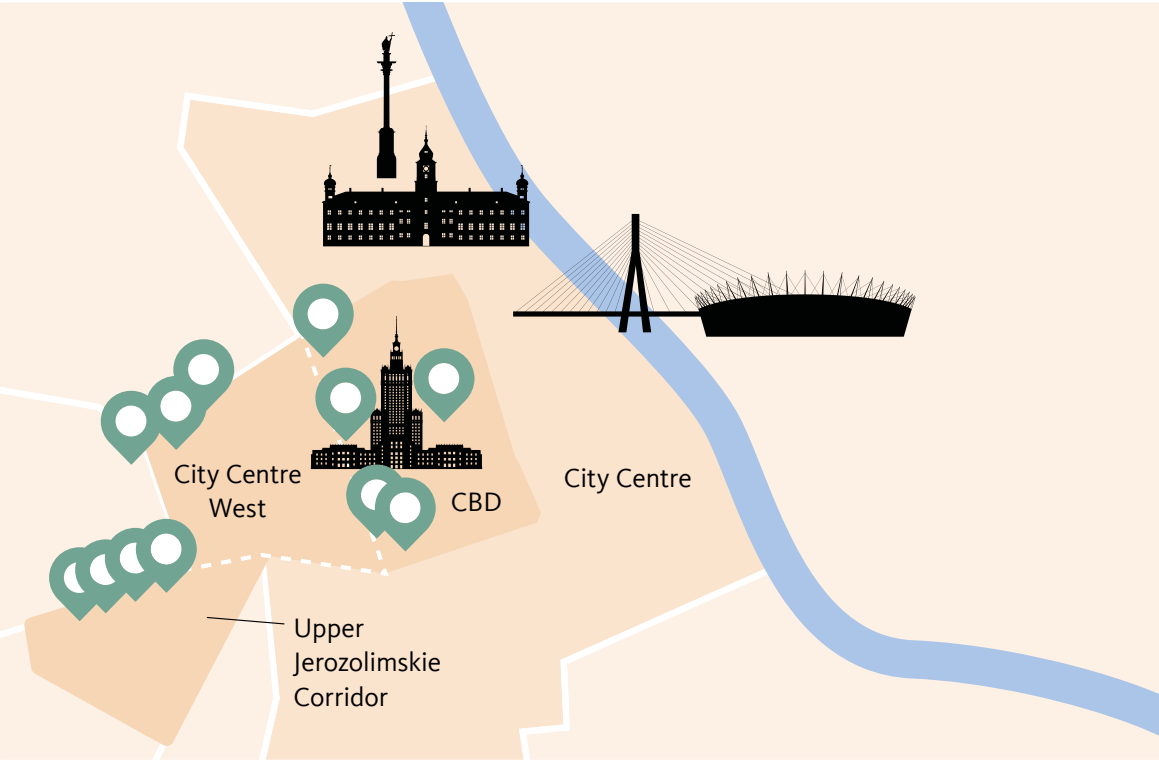 City Centre
West
CBD
City Centre
Upper
Jerozolimskie
Corridor